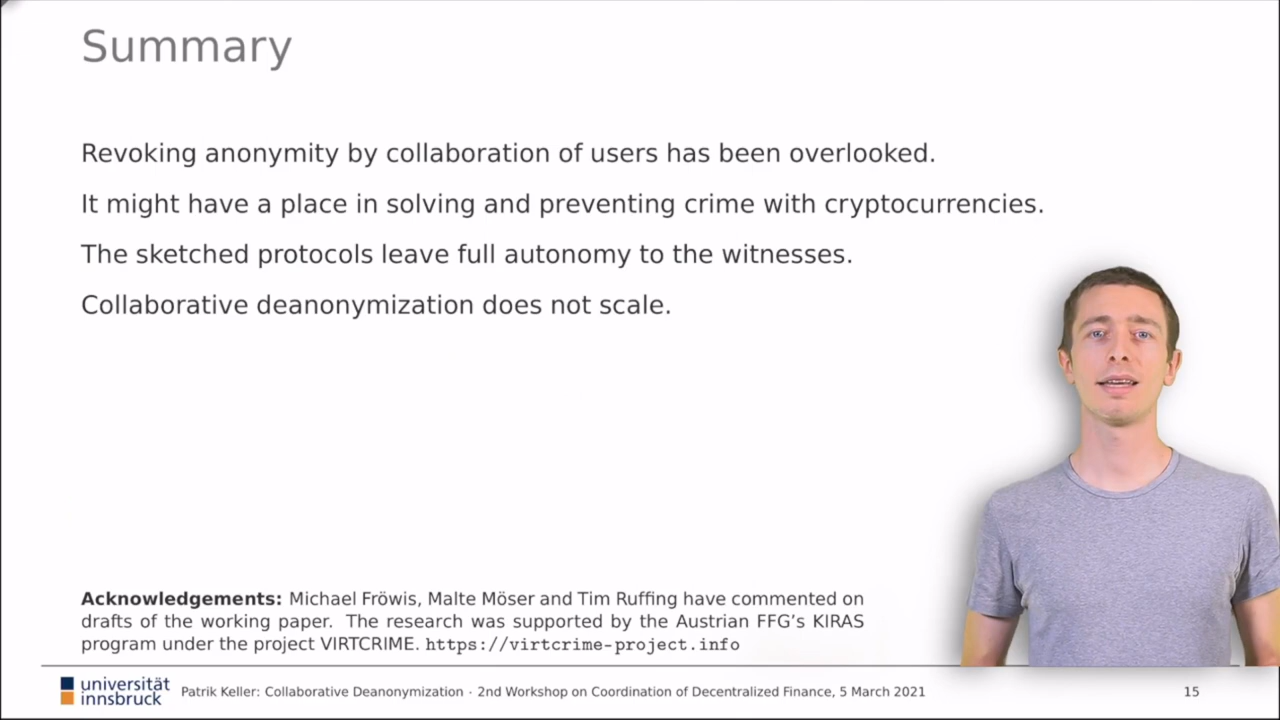 Summary
Revoking anonymity by collaboration of users has been overlooked.
It might have a place in solving and preventing crime with cryptocurrencies.
The sketched protocols leave full autonomy to the witnesses.
Collaborative deanonymization does not scale.
Acknowledgements: Michael Fröwis, Malte Möser and Tim Ruffing have commented on
drafts of the working paper. The research was supported by the Austrian FFG's KIRAS
program under the project VIRTCRIME. https://virtcrime-project.info
universität
innsbruck
Patrik Keller: Collaborative Deanonymization · 2nd Workshop on Coordination of Decentralized Finance, 5 March 2021
15